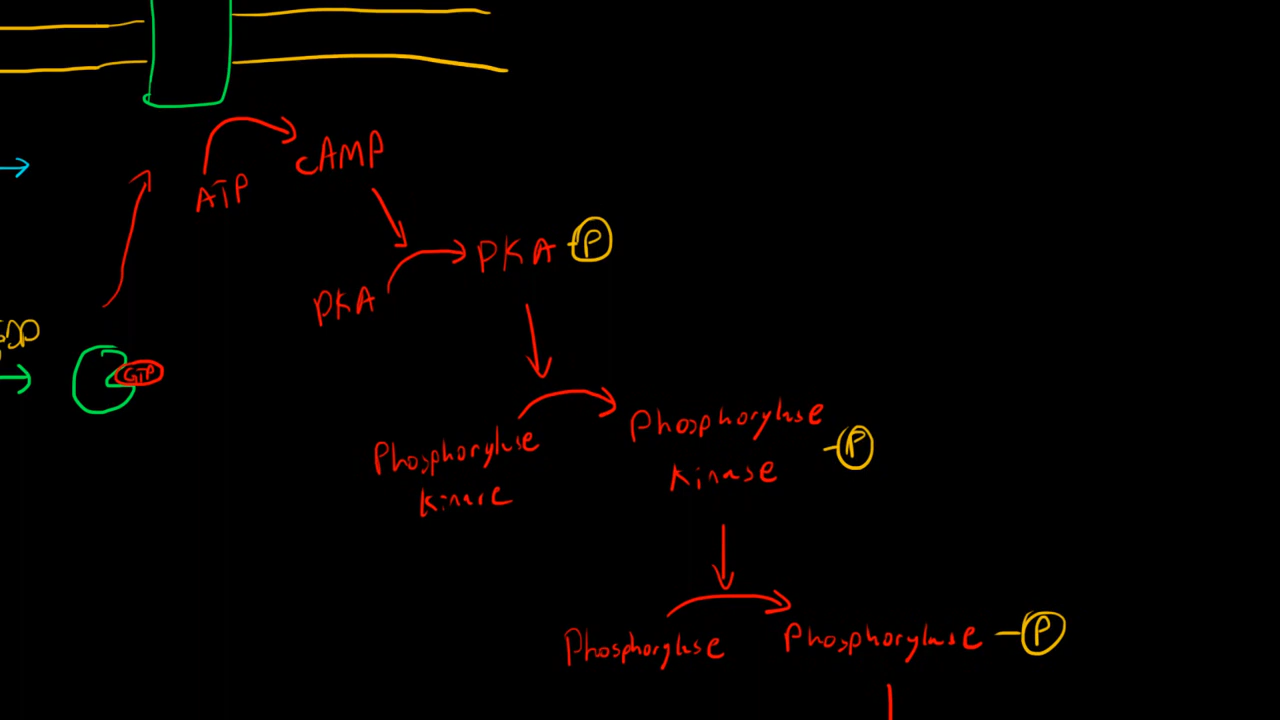 cAMP
ATP
PKA P
PKA
GTP
Phosphorylase
Kinase P
Phosphorylase
Kinase
Phosphorylase P
Phosphorylase